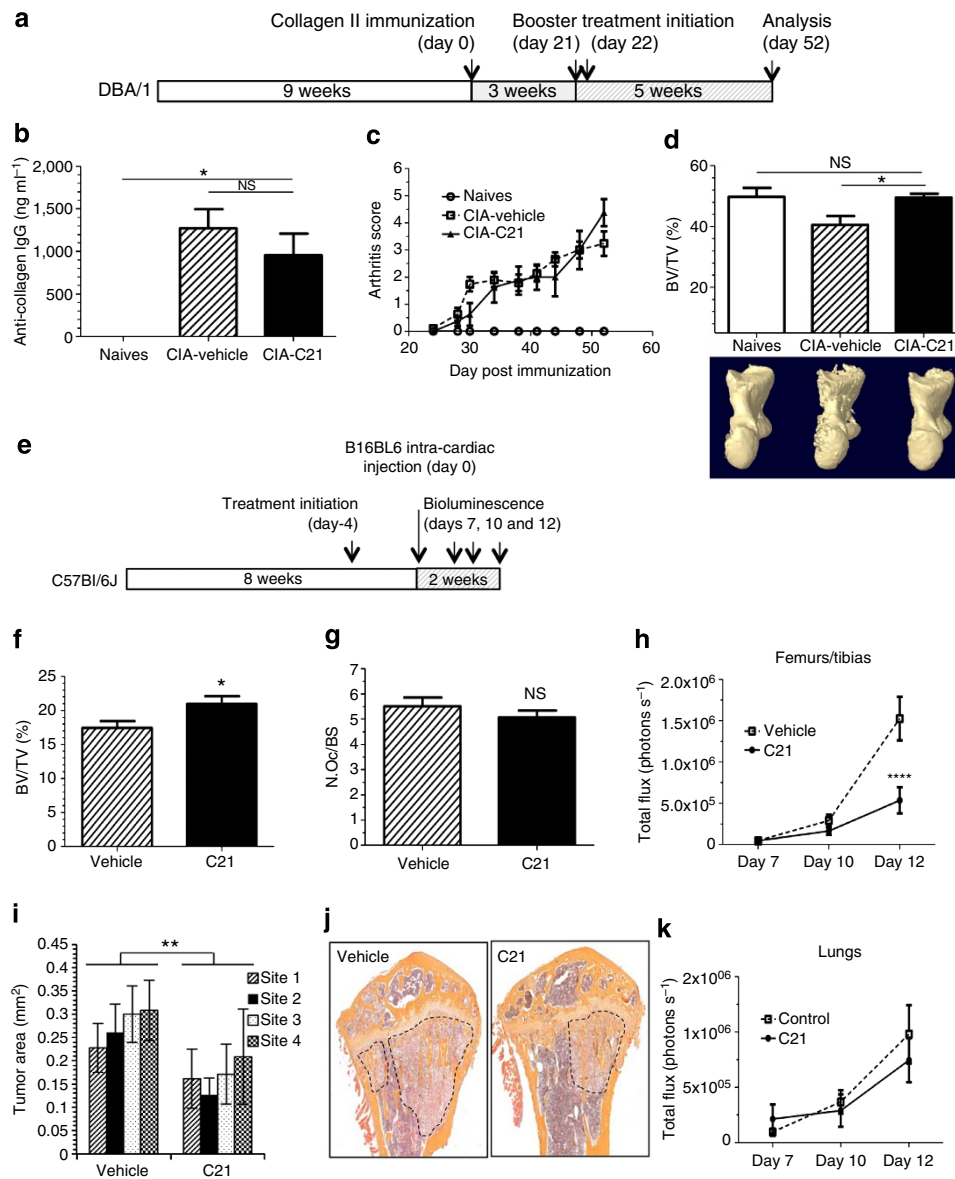 a
Collagen II immunization
(day 0)
Booster treatment initiation
(day 21)
(day 22)
Analysis
(day 52)
DBA/1
9 weeks
3 weeks
5 weeks
b
Anti-collagen IgG (ng ml−1)
2,000
1,500
1,000
500
0
*
NS
Naives
CIA-vehicle
CIA-C21
c
Arthritis score
6
5
4
3
2
1
0
Naives
CIA-vehicle
CIA-C21
20
30
40
50
60
Day post immunization
d
BV/TV (%)
60
40
20
NS
*
Naives
CIA-vehicle
CIA-C21
e
B16BL6 intra-cardiac
injection (day 0)
Treatment initiation
(day-4)
Bioluminescence
(days 7, 10 and 12)
C57Bl/6J
8 weeks
2 weeks
f
BV/TV (%)
25
20
15
10
5
0
*
Vehicle
C21
g
N.Oc/BS
7
6
5
4
3
2
1
0
NS
Vehicle
C21
h
Femurs/tibias
Total flux (photons s−1)
2.0x106
1.5x106
1.0x106
5.0x105
0
Vehicle
C21
****
Day 7
Day 10
Day 12
i
Tumor area (mm2)
0.45
0.4
0.35
0.3
0.25
0.2
0.15
0.1
0.05
0
**
Site 1
Site 2
Site 3
Site 4
Vehicle
C21
j
Vehicle
C21
k
Lungs
Total flux (photons s−1)
2x1006
1x1006
5x1005
0
Control
C21
Day 7
Day 10
Day 12